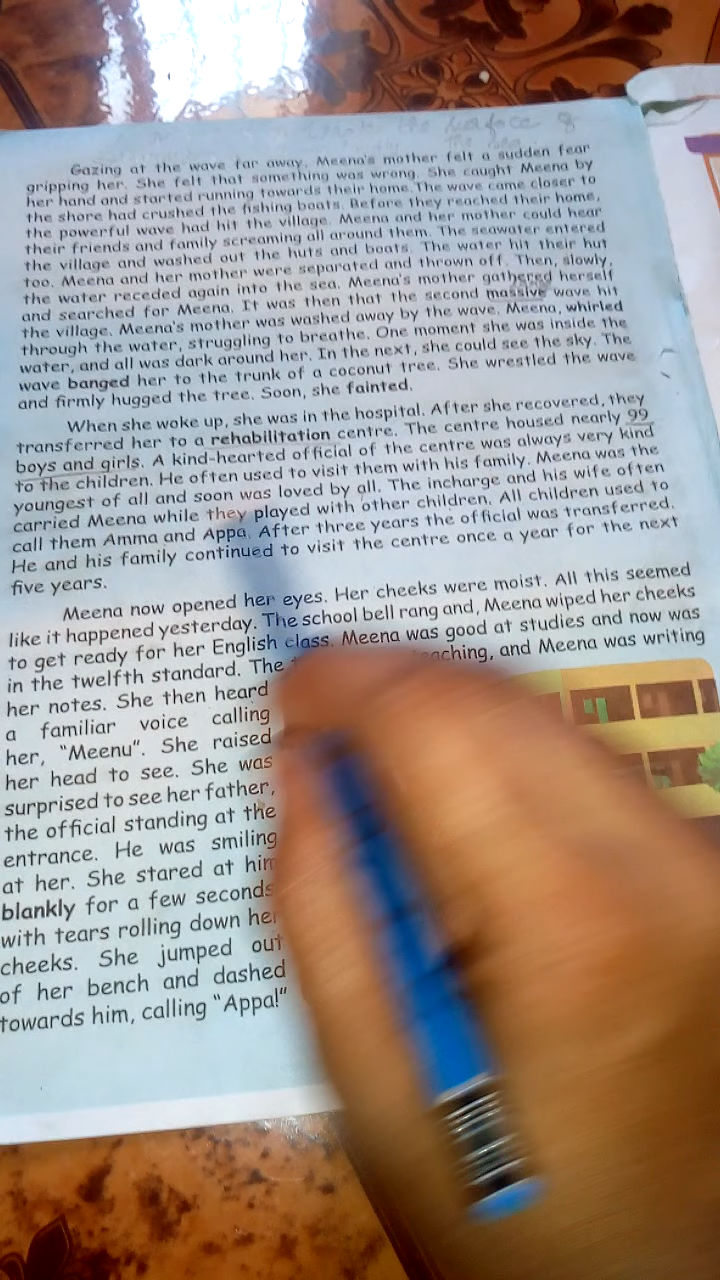 the surface of
Gazing at the wave far away, Meena's mother felt a sudden fear
gripping her. She felt that something was wrong. She caught Meena by
her hand and started running towards their home. The wave came closer to
the shore had crushed the fishing boats. Before they reached their home,
the powerful wave had hit the village. Meena and her mother could hear
their friends and family screaming all around them. The seawater entered
the village and washed out the huts and boats. The water hit their hut
too. Meena and her mother were separated and thrown off. Then, slowly,
the water receded again into the sea. Meena's mother gathered herself
and searched for Meena. It was then that the second massive wave hit
the village. Meena's mother was washed away by the wave. Meena, whirled
through the water, struggling to breathe. One moment she was inside the
water, and all was dark around her. In the next, she could see the sky. The
wave banged her to the trunk of a coconut tree. She wrestled the wave
and firmly hugged the tree. Soon, she fainted.
When she woke up, she was in the hospital. After she recovered, they
transferred her to a rehabilitation centre. The centre housed nearly 99
boys and girls. A kind-hearted official of the centre was always very kind
to the children. He often used to visit them with his family. Meena was the
youngest of all and soon was loved by all. The incharge and his wife often
carried Meena while they played with other children. All children used to
call them Amma and Appa. After three years the official was transferred.
He and his family continued to visit the centre once a year for the next
five years.
Meena now opened her eyes. Her cheeks were moist. All this seemed
like it happened yesterday. The school bell rang and, Meena wiped her cheeks
to get ready for her English class. Meena was good at studies and now was
in the twelfth standard. The eaching, and Meena was writing
her notes. She then heard
a familiar voice calling
her, "Meenu". She raised
her head to see. She was
surprised to see her father,
the official standing at the
entrance. He was smiling
at her. She stared at him
blankly for a few seconds
with tears rolling down her
cheeks. She jumped out
of her bench and dashed
towards him, calling "Appa!"